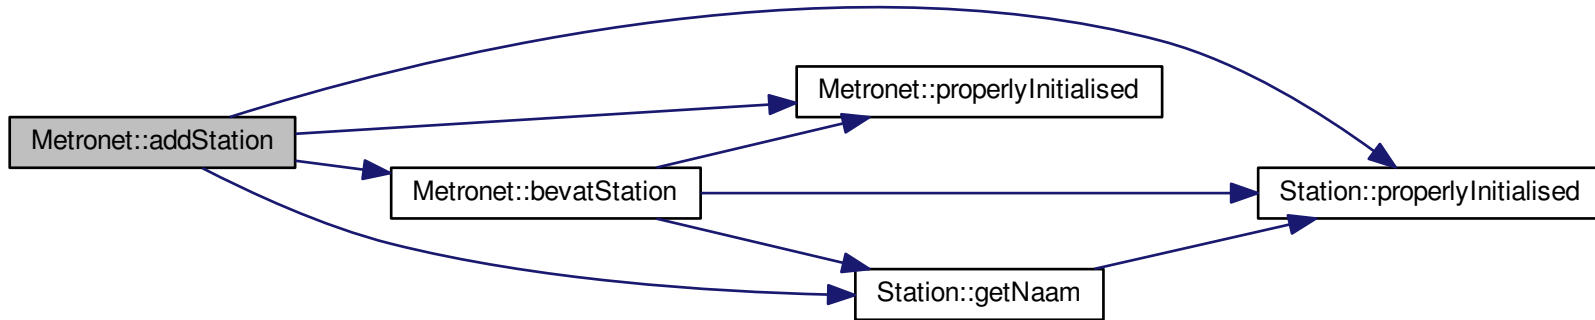 Metronet::properlyInitialised
Metronet::addStation
Metronet::bevatStation
Station::properlyInitialised
Station::getNaam